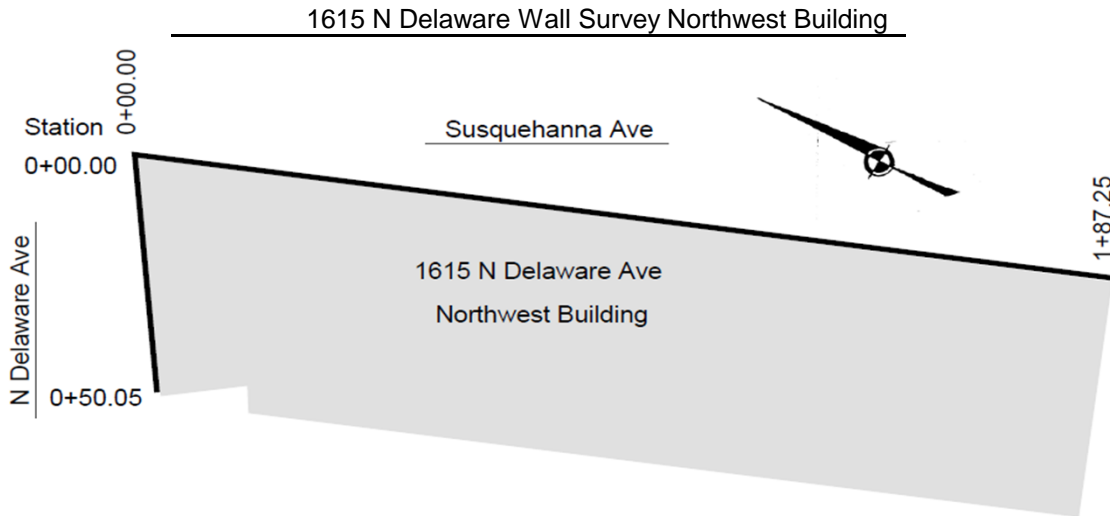 1615 N Delaware Wall Survey Northwest Building
0+00.00
Station
0+00.00
Susquehanna Ave
1+87.25
N Delaware Ave
1615 N Delaware Ave
Northwest Building
0+50.05